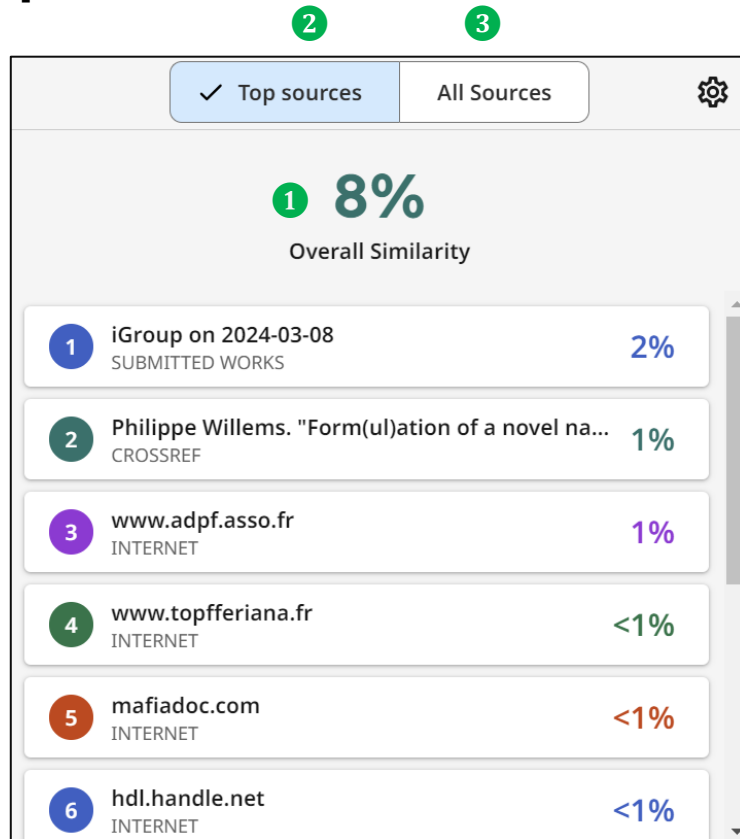 2 3
Top sources All Sources
1 8%
Overall Similarity
1 iGroup on 2024-03-08 2%
SUBMITTED WORKS
2 Philippe Willems. "Form(ul)ation of a novel na... 1%
CROSSREF
3 www.adpf.asso.fr 1%
INTERNET
4 www.topfferiana.fr <1%
INTERNET
5 mafiadoc.com <1%
INTERNET
6 hdl.handle.net <1%
INTERNET